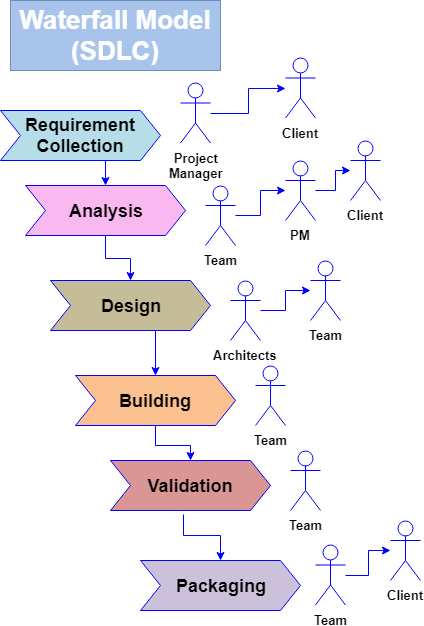 Waterfall Model
(SDLC)
Requirement
Collection
Project
Manager
Client
Analysis
Team
PM
Client
Design
Architects
Team
Building
Team
Validation
Team
Packaging
Team
Client